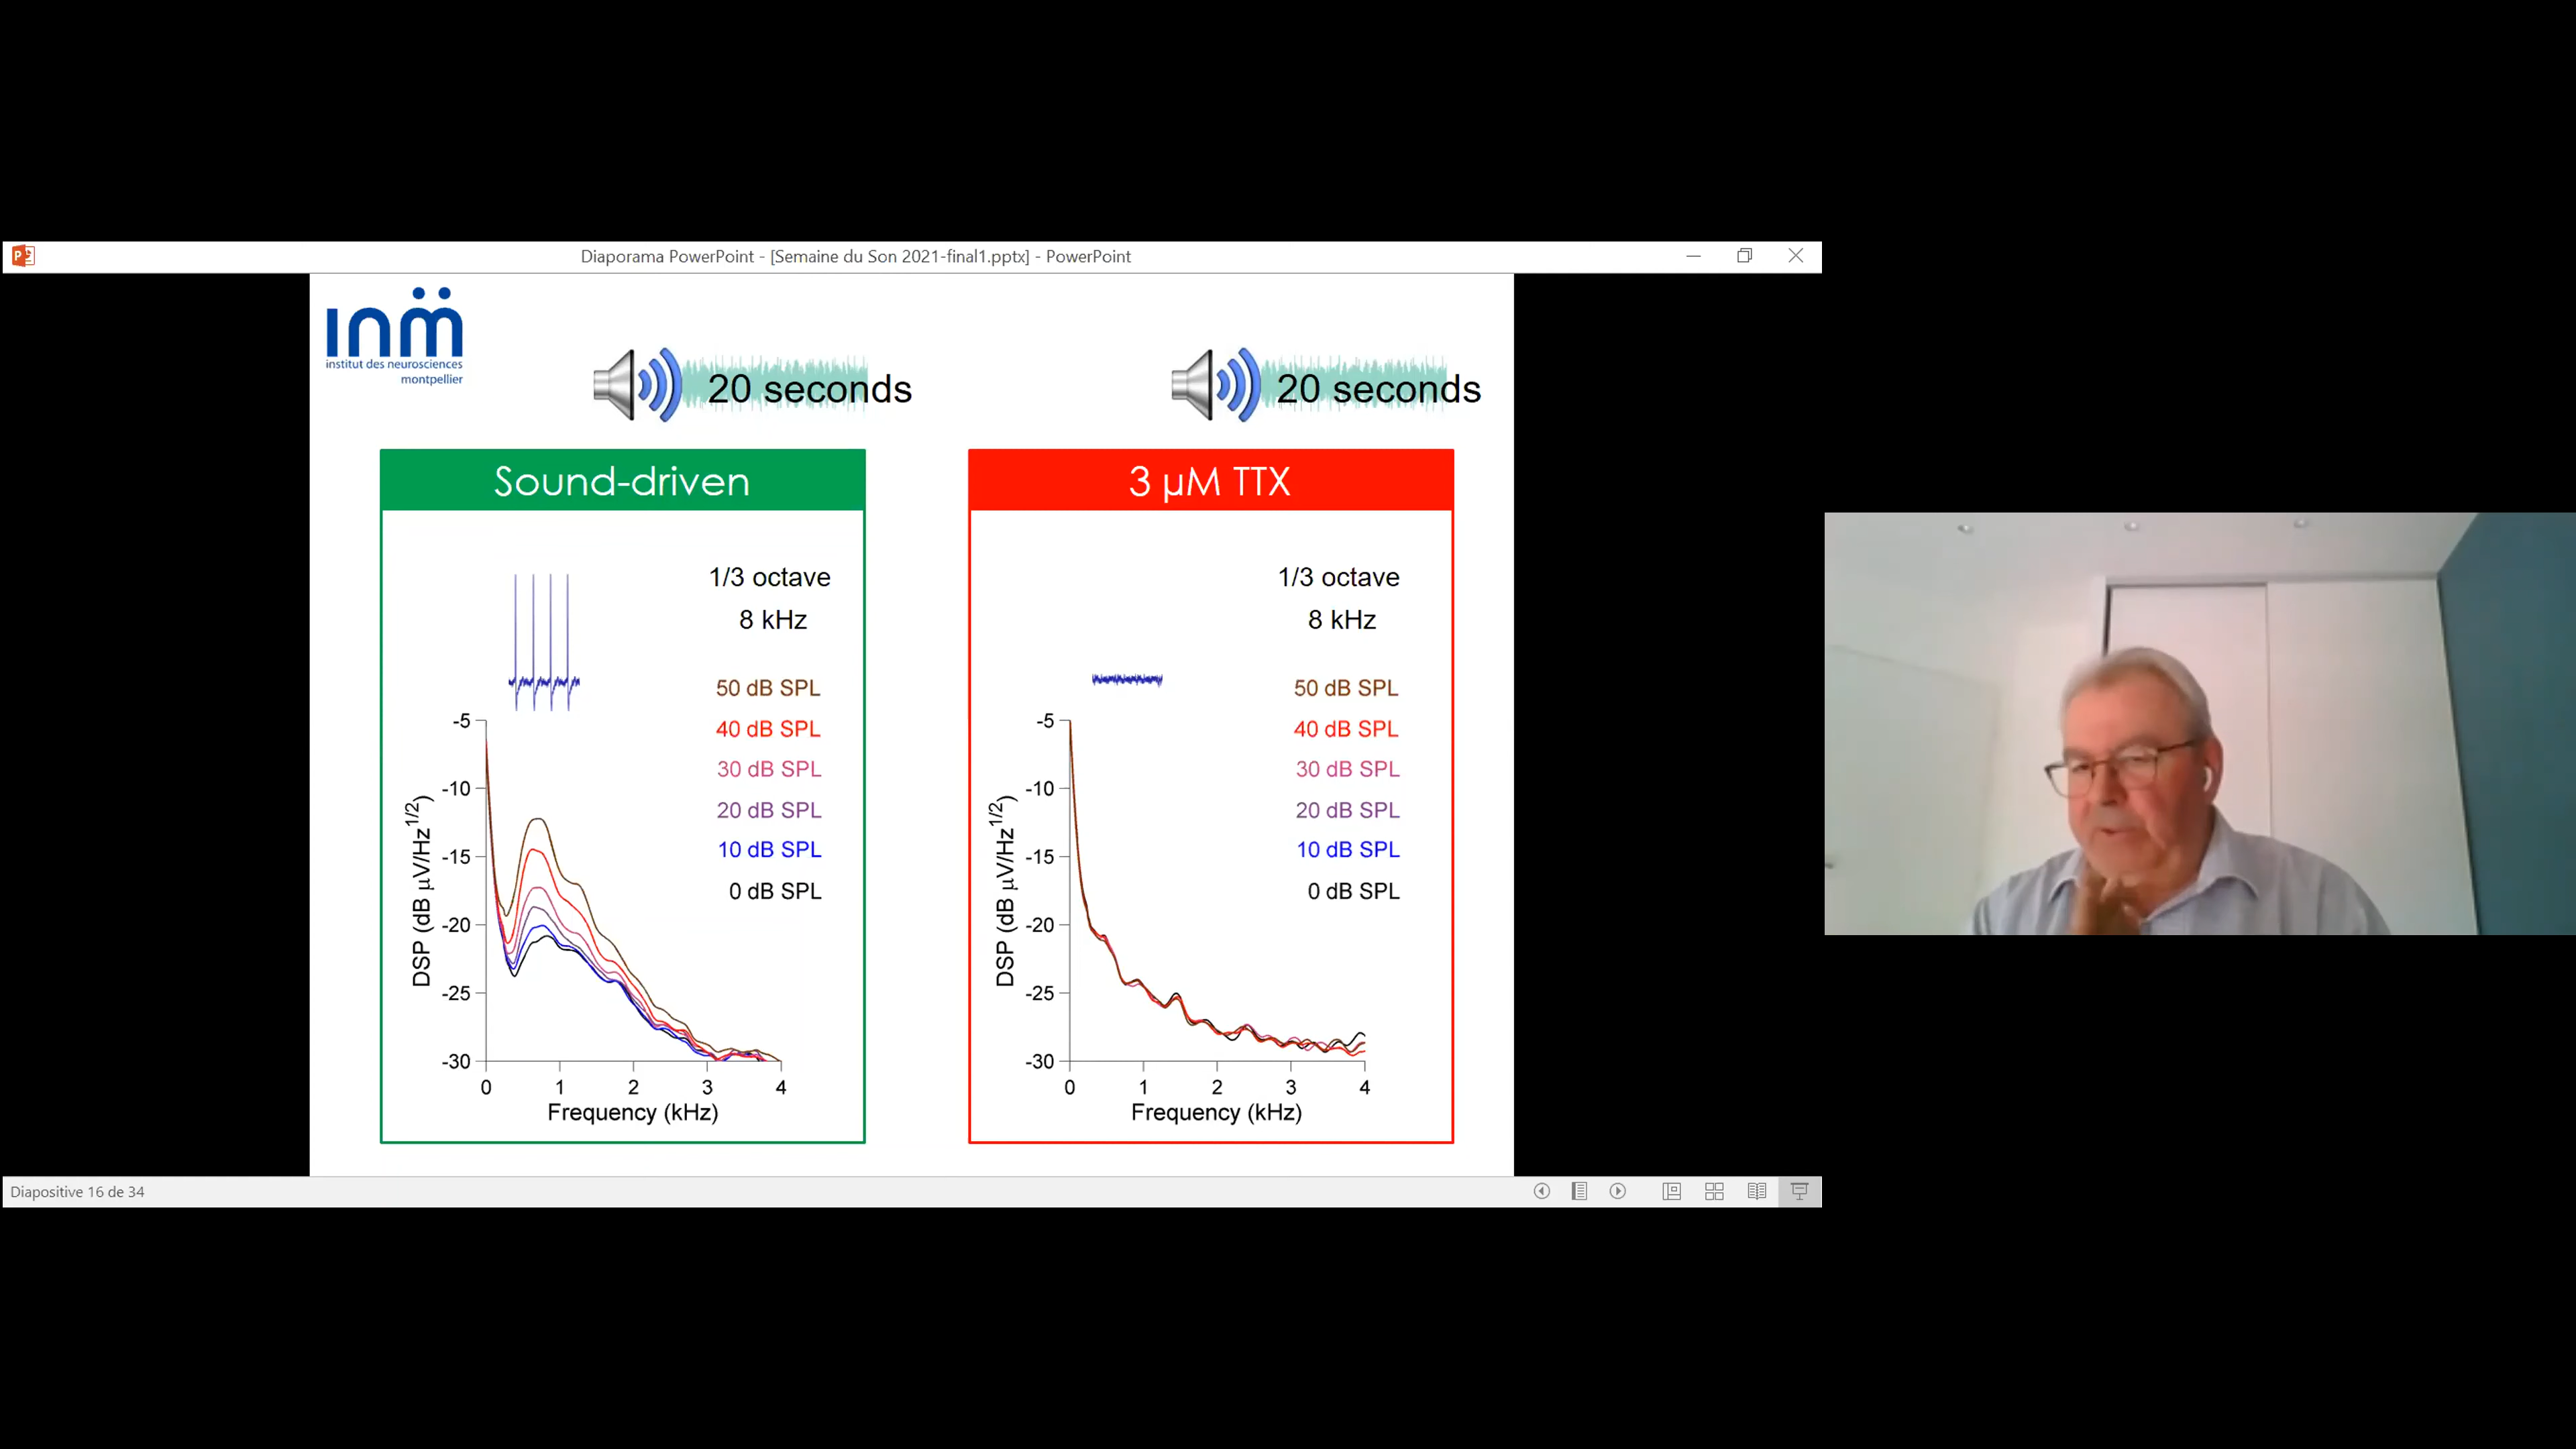 Diaporama PowerPoint - [Semaine du Son 2021-final1.pptx] - PowerPoint
ınm̈
institut des neurosciences
montpellier
20 seconds
20 seconds
Sound-driven
1/3 octave
8 kHz
50 dB SPL
40 dB SPL
30 dB SPL
20 dB SPL
10 dB SPL
0 dB SPL
DSP (dB µV/Hz^1/2)
-5
-10
-15
-20
-25
-30
0 1 2 3 4
Frequency (kHz)
3 µM TTX
1/3 octave
8 kHz
50 dB SPL
40 dB SPL
30 dB SPL
20 dB SPL
10 dB SPL
0 dB SPL
DSP (dB µV/Hz^1/2)
-5
-10
-15
-20
-25
-30
0 1 2 3 4
Frequency (kHz)
Diapositive 16 de 34